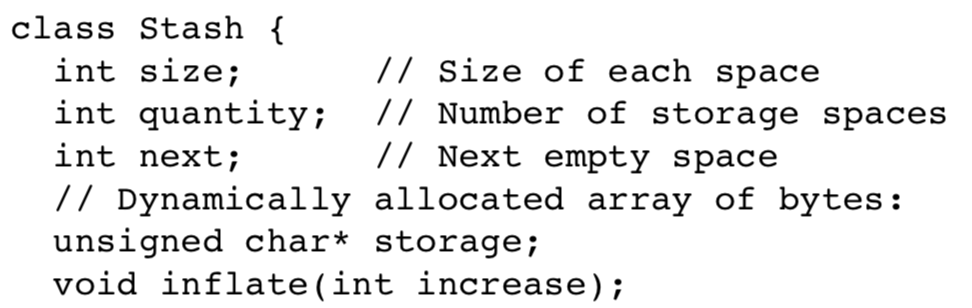 class Stash {
  int size;      // Size of each space
  int quantity;  // Number of storage spaces
  int next;      // Next empty space
  // Dynamically allocated array of bytes:
  unsigned char* storage;
  void inflate(int increase);